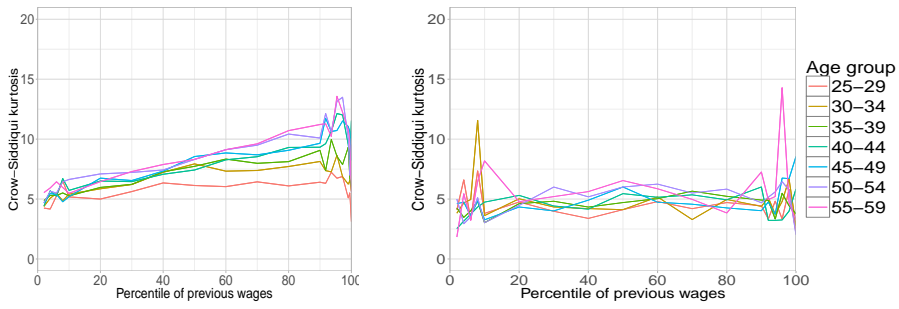 Crow−Siddiqui kurtosis
20
15
10
5
0
0 20 40 60 80 100
Percentile of previous wages
Crow−Siddiqui kurtosis
20
15
10
5
0
0 20 40 60 80 100
Percentile of previous wages
Age group
25−29
30−34
35−39
40−44
45−49
50−54
55−59